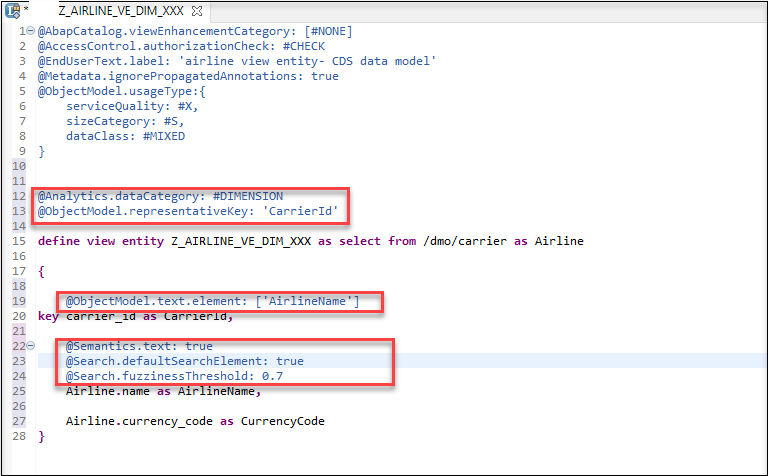 * Z_AIRLINE_VE_DIM_XXX
1 @AbapCatalog.viewEnhancementCategory: [#NONE]
2 @AccessControl.authorizationCheck: #CHECK
3 @EndUserText.label: 'airline view entity- CDS data model'
4 @Metadata.ignorePropagatedAnnotations: true
5 @ObjectModel.usageType:{
6 serviceQuality: #X,
7 sizeCategory: #S,
8 dataClass: #MIXED
9 }
10
11
12 @Analytics.dataCategory: #DIMENSION
13 @ObjectModel.representativeKey: 'CarrierId'
14
15 define view entity Z_AIRLINE_VE_DIM_XXX as select from /dmo/carrier as Airline
16
17 {
18
19 @ObjectModel.text.element: ['AirlineName']
20 key carrier_id as CarrierId,
21
22 @Semantics.text: true
23 @Search.defaultSearchElement: true
24 @Search.fuzzinessThreshold: 0.7
25 Airline.name as AirlineName,
26
27 Airline.currency_code as CurrencyCode
28 }